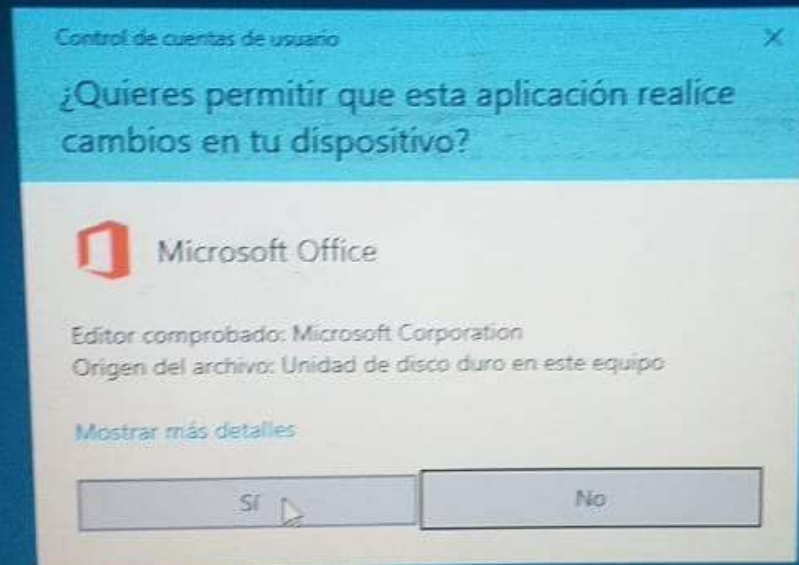 Control de cuentas de usuario
¿Quieres permitir que esta aplicación realice
cambios en tu dispositivo?
Microsoft Office
Editor comprobado: Microsoft Corporation
Origen del archivo: Unidad de disco duro en este equipo
Mostrar más detalles
Sí
No